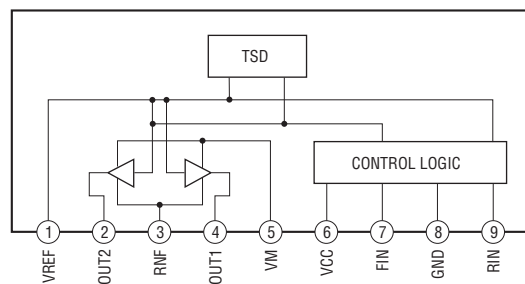 TSD
CONTROL LOGIC
1 2 3 4 5 6 7 8 9
VREF OUT2 RNF OUT1 VM VCC FIN GND RIN